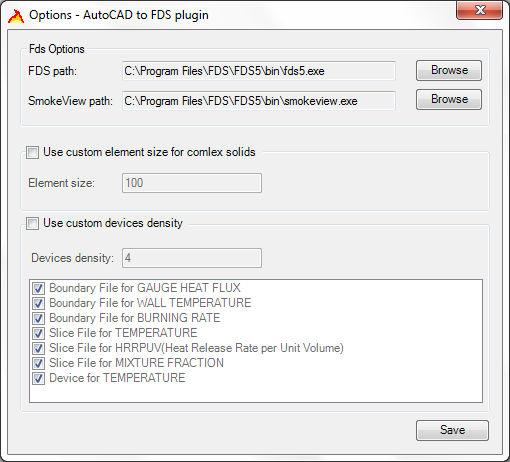 Options - AutoCAD to FDS plugin
Fds Options
FDS path: C:\Program Files\FDS\FDS5\bin\fds5.exe Browse
SmokeView path: C:\Program Files\FDS\FDS5\bin\smokeview.exe Browse
Use custom element size for comlex solids
Element size: 100
Use custom devices density
Devices density: 4
Boundary File for GAUGE HEAT FLUX
Boundary File for WALL TEMPERATURE
Boundary File for BURNING RATE
Slice File for TEMPERATURE
Slice File for HRRPUV(Heat Release Rate per Unit Volume)
Slice File for MIXTURE FRACTION
Device for TEMPERATURE
Save